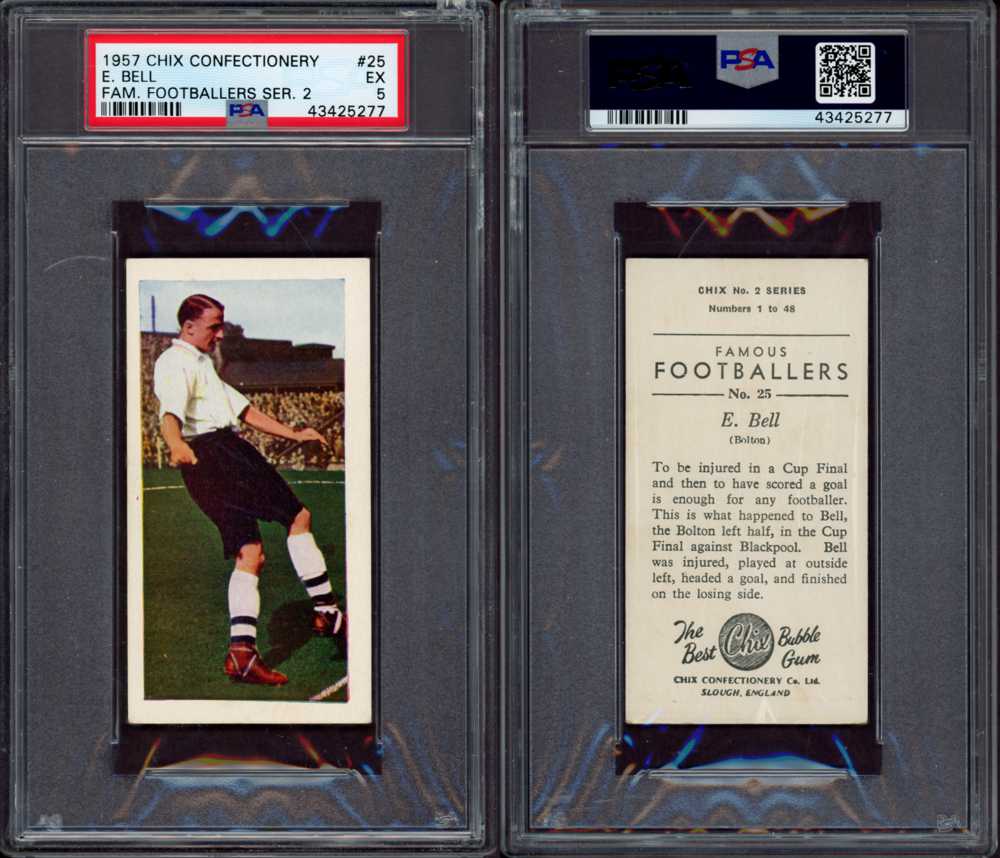 1957 CHIX CONFECTIONERY #25
E. BELL EX
FAM. FOOTBALLERS SER. 2 5
PSA 43425277
PSA
43425277
CHIX No. 2 SERIES
Numbers 1 to 48
FAMOUS
FOOTBALLERS
No. 25
E. Bell
(Bolton)
To be injured in a Cup Final
and then to have scored a goal
is enough for any footballer.
This is what happened to Bell,
the Bolton left half, in the Cup
Final against Blackpool. Bell
was injured, played at outside
left, headed a goal, and finished
on the losing side.
The Best Chix Bubble Gum
CHIX CONFECTIONERY Co. Ltd.
SLOUGH, ENGLAND